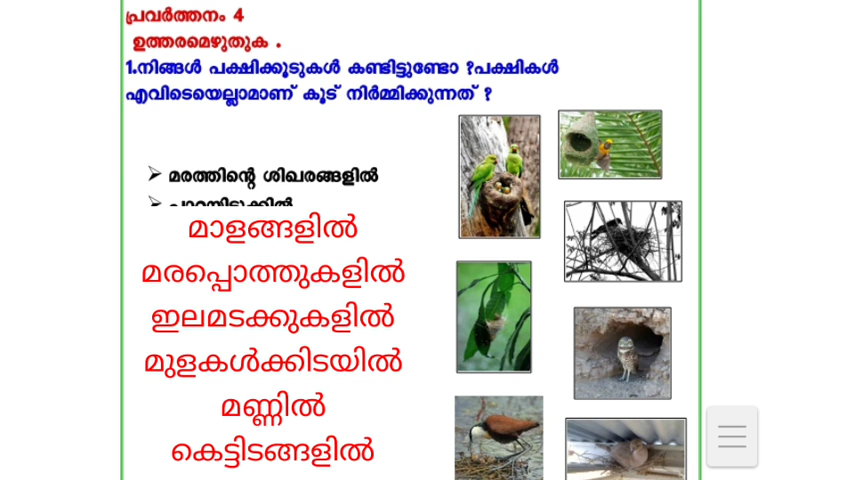 പ്രവർത്തനം 4
ഉത്തരമെഴുതുക .
1.നിങ്ങൾ പക്ഷിക്കൂടുകൾ കണ്ടിട്ടുണ്ടോ ?പക്ഷികൾ
എവിടെയെല്ലാമാണ് കൂട് നിർമ്മിക്കുന്നത് ?
➢ മരത്തിന്റെ ശിഖരങ്ങളിൽ
മാളങ്ങളിൽ
മരപ്പൊത്തുകളിൽ
ഇലമടക്കുകളിൽ
മുളകൾക്കിടയിൽ
മണ്ണിൽ
കെട്ടിടങ്ങളിൽ